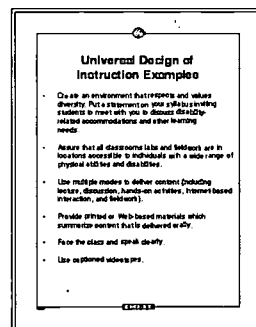 Universal Design of
Instruction Examples
• Create an environment that respects and values
diversity. Put a statement on your syllabus inviting
students to meet with you to discuss disability-
related accommodations and other learning
needs.
• Assure that all classrooms labs and fieldwork are in
locations accessible to individuals with a wide range of
physical abilities and disabilities.
• Use multiple modes to deliver content (including
lecture, discussion, hands-on activities, Internet-based
interaction, and fieldwork).
• Provide printed or Web-based materials which
summarize content that is delivered orally.
• Face the class and speak clearly.
• Use captioned videotapes.